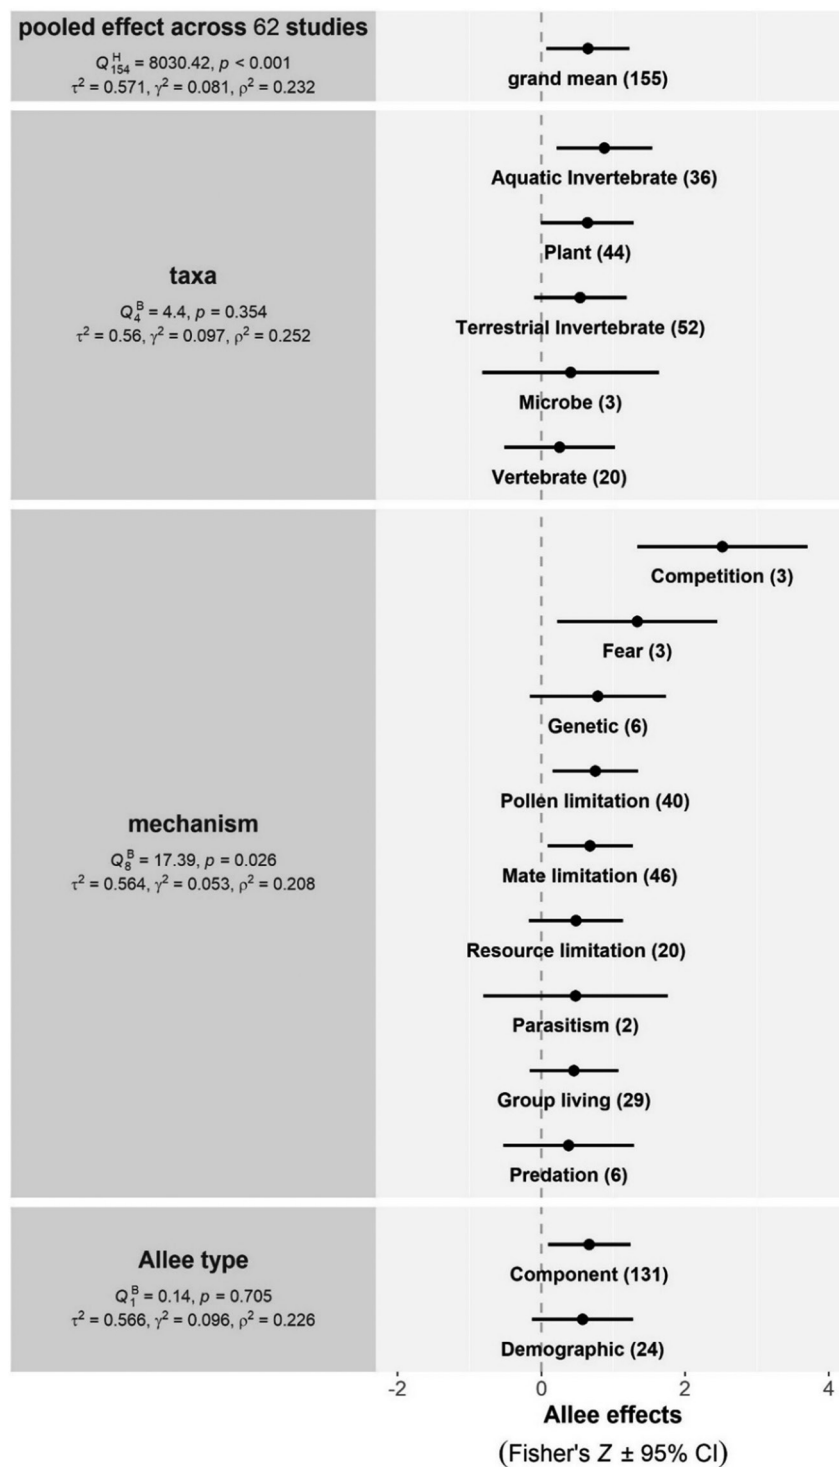 pooled effect across 62 studies
Q^H_154 = 8030.42, p < 0.001
τ² = 0.571, γ² = 0.081, ρ² = 0.232
grand mean (155)
taxa
Q^B_4 = 4.4, p = 0.354
τ² = 0.56, γ² = 0.097, ρ² = 0.252
Aquatic Invertebrate (36)
Plant (44)
Terrestrial Invertebrate (52)
Microbe (3)
Vertebrate (20)
mechanism
Q^B_8 = 17.39, p = 0.026
τ² = 0.564, γ² = 0.053, ρ² = 0.208
Competition (3)
Fear (3)
Genetic (6)
Pollen limitation (40)
Mate limitation (46)
Resource limitation (20)
Parasitism (2)
Group living (29)
Predation (6)
Allee type
Q^B_1 = 0.14, p = 0.705
τ² = 0.566, γ² = 0.096, ρ² = 0.226
Component (131)
Demographic (24)
-2 0 2 4
Allee effects
(Fisher's Z ± 95% CI)